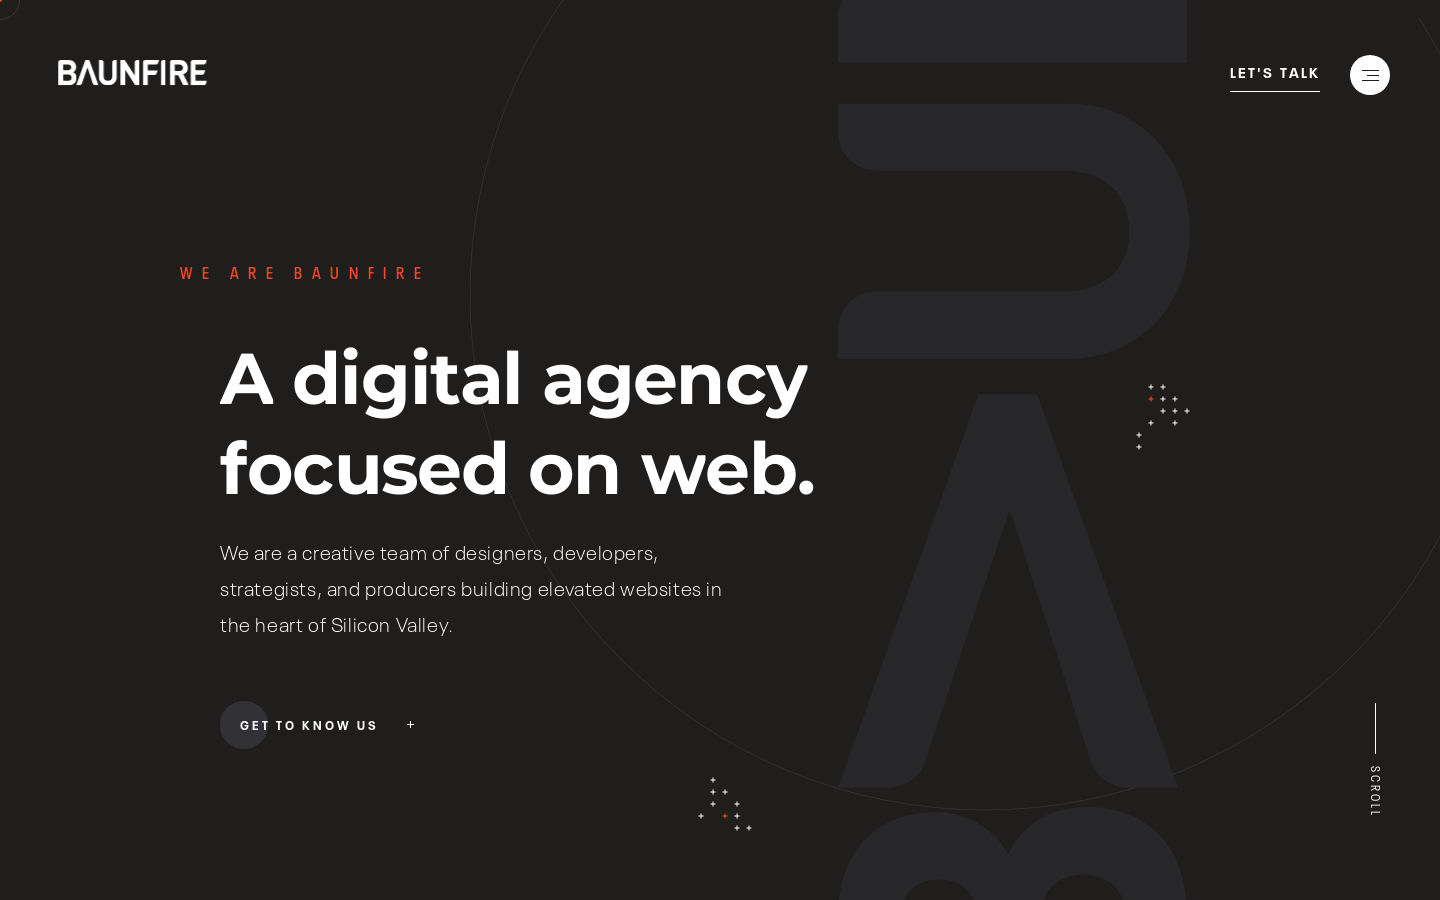 BAUNFIRE
LET'S TALK
WE ARE BAUNFIRE
A digital agency
focused on web.
We are a creative team of designers, developers,
strategists, and producers building elevated websites in
the heart of Silicon Valley.
GET TO KNOW US +
SCROLL
BAU